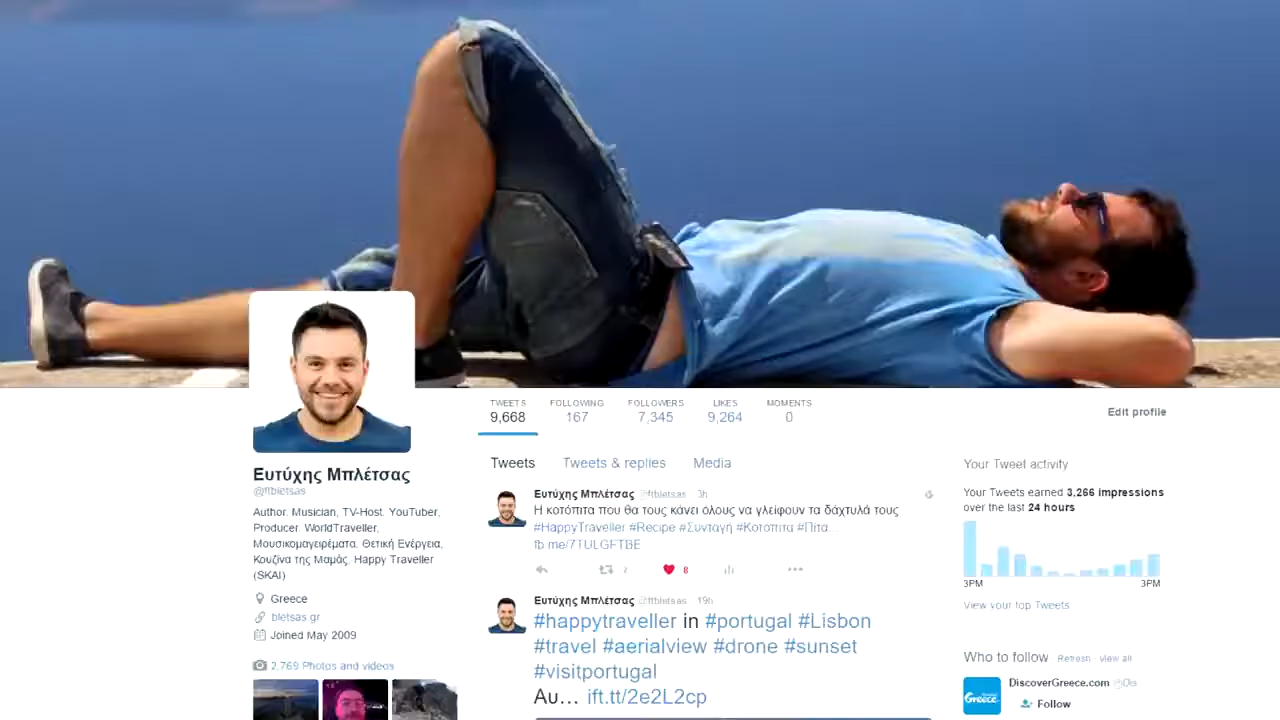 TWEETS FOLLOWING FOLLOWERS LIKES MOMENTS
9,668 167 7,345 9,264 0
Edit profile
Ευτύχης Μπλέτσας
@ftbletsas
Author. Musician, TV-Host. YouTuber,
Producer. WorldTraveller,
Μουσικομαγειρέματα, Θετική Ενέργεια,
Κουζίνα της Μαμάς, Happy Traveller
(SKAI)
Greece
bletsas gr
Joined May 2009
2,769 Photos and videos
Tweets Tweets & replies Media
Ευτύχης Μπλέτσας @ftbletsas 3h
Η κοτόπιτα που θα τους κάνει όλους να γλείφουν τα δάχτυλά τους
#HappyTraveller #Recipe #Συνταγή #Κοτόπιτα #Πίτα...
8
Ευτύχης Μπλέτσας @ftbletsas 19h
#happytraveller in #portugal #Lisbon
#travel #aerialview #drone #sunset
#visitportugal
Au... ift.tt/2e2L2cp
Your Tweet activity
Your Tweets earned 3,266 impressions
over the last 24 hours
3PM 3PM
View your top Tweets
Who to follow Refresh View all
DiscoverGreece.com
Greece
Follow